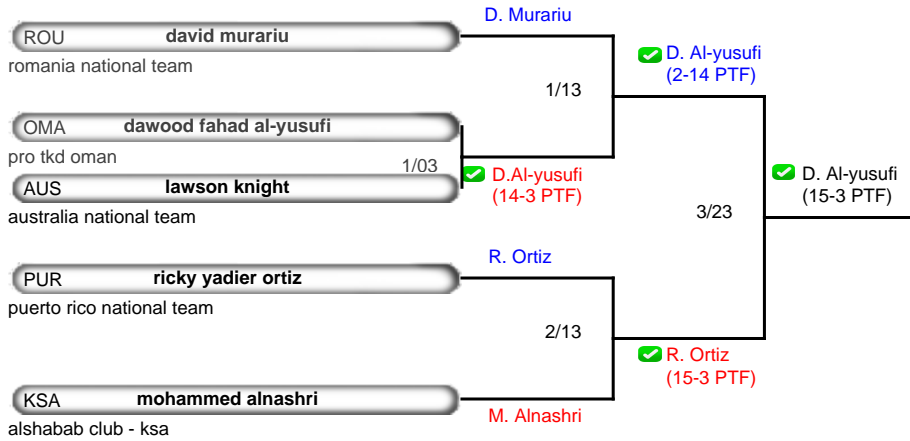 D. Murariu
ROU david murariu
romania national team
D. Al-yusufi
(2-14 PTF)
1/13
OMA dawood fahad al-yusufi
pro tkd oman
1/03
D.Al-yusufi
(14-3 PTF)
D. Al-yusufi
(15-3 PTF)
AUS lawson knight
australia national team
3/23
R. Ortiz
PUR ricky yadier ortiz
puerto rico national team
2/13
R. Ortiz
(15-3 PTF)
KSA mohammed alnashri
M. Alnashri
alshabab club - ksa